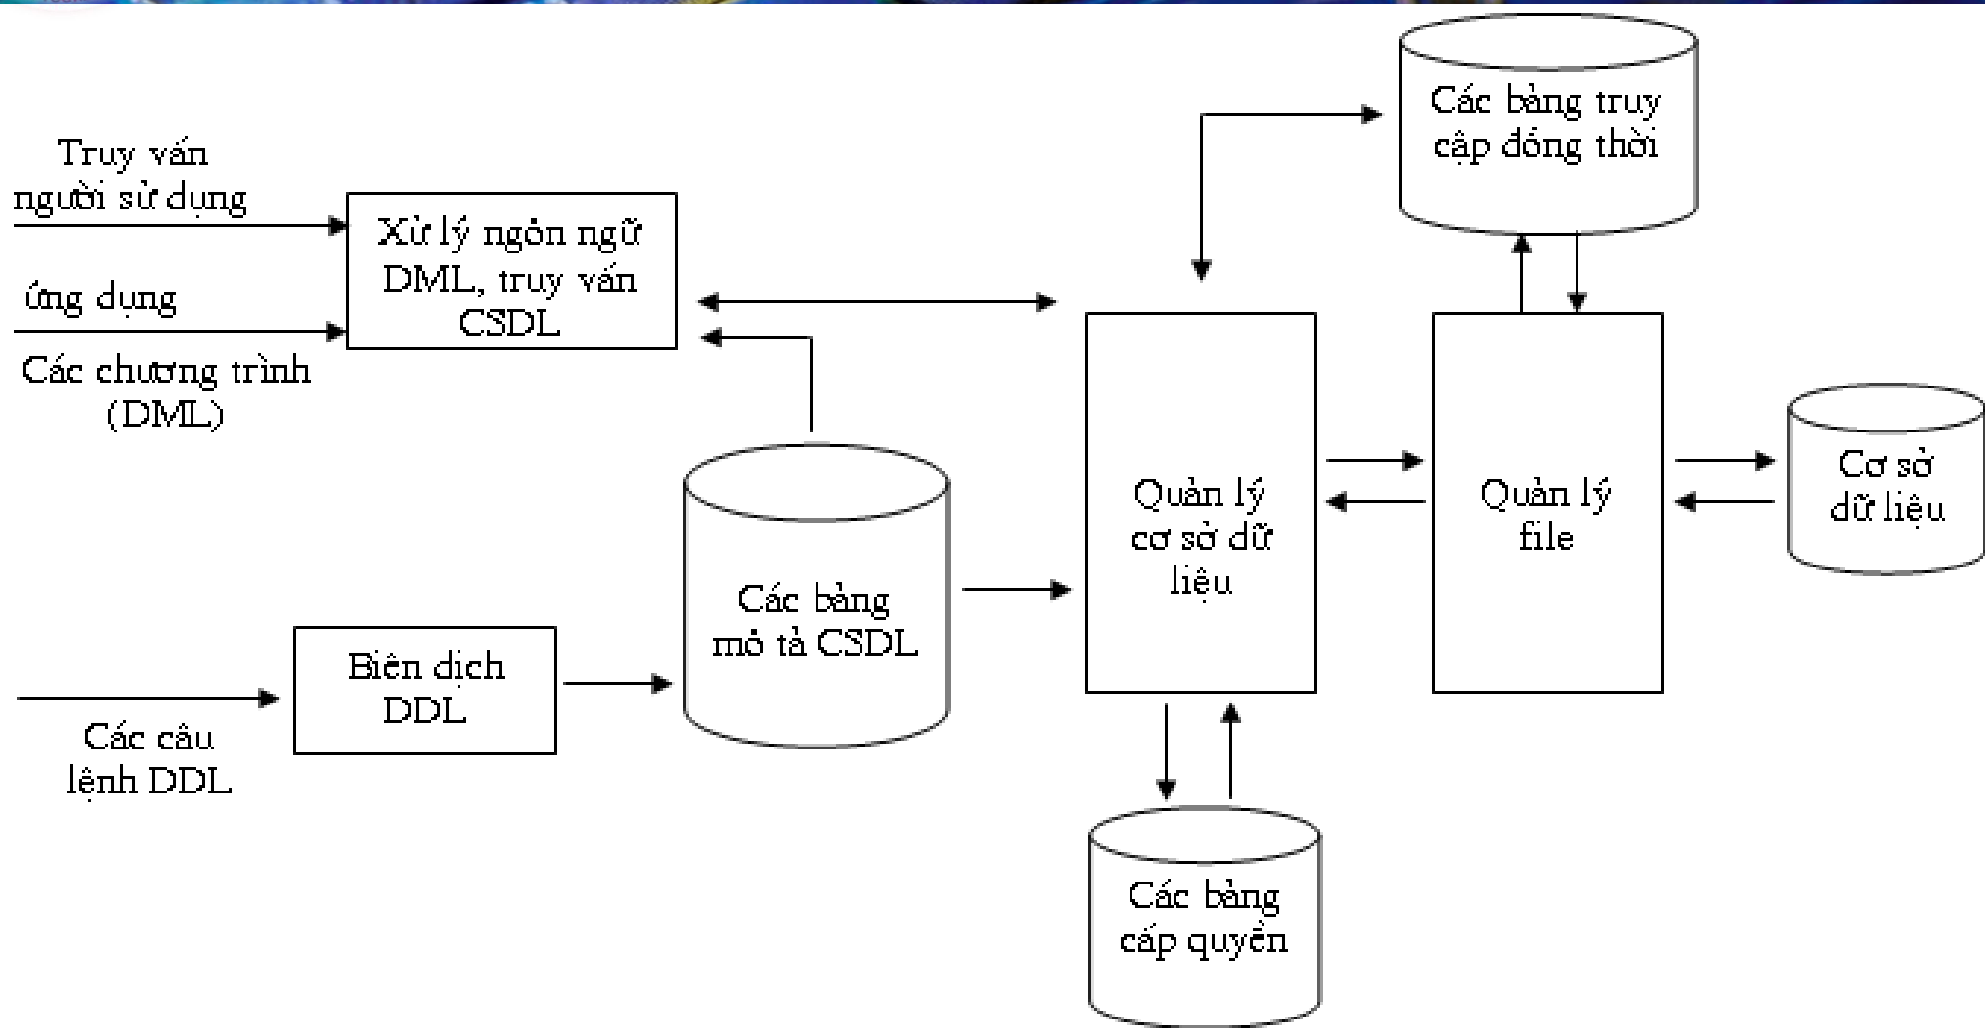 Truy vấn
người sử dụng
ứng dụng
Các chương trình
(DML)
Xử lý ngôn ngữ
DML, truy vấn
CSDL
Các câu
lệnh DDL
Biên dịch
DDL
Các bảng
mô tả CSDL
Quản lý
cơ sở dữ
liệu
Các bảng truy
cập đồng thời
Quản lý
file
Cơ sở
dữ liệu
Các bảng
cấp quyền